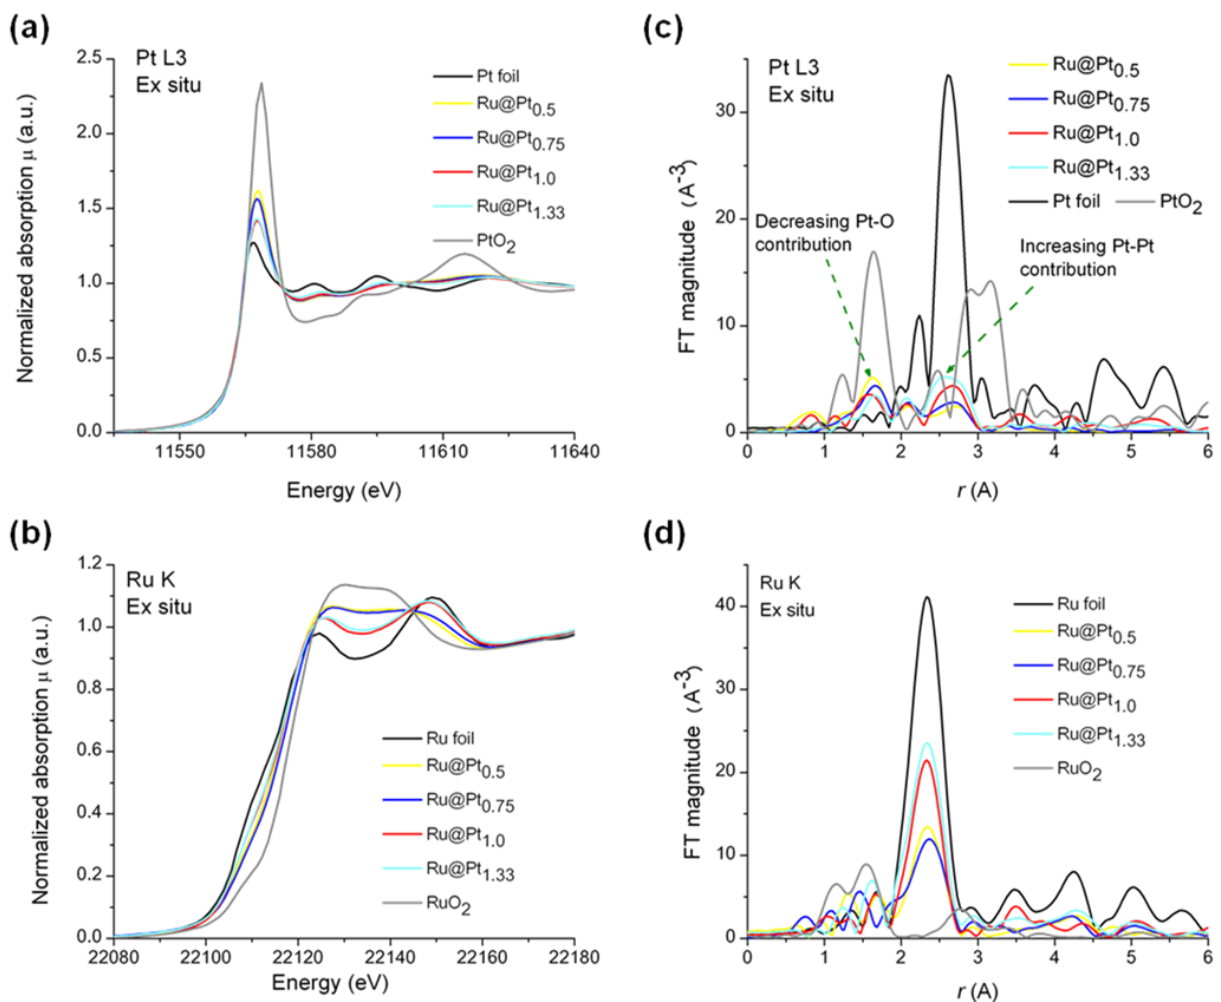 (a)
Pt L3
Ex situ
Pt foil
Ru@Pt0.5
Ru@Pt0.75
Ru@Pt1.0
Ru@Pt1.33
PtO2
Normalized absorption μ (a.u.)
2.5
2.0
1.5
1.0
0.5
0.0
11550 11580 11610 11640
Energy (eV)
(c)
Pt L3
Ex situ
Ru@Pt0.5
Ru@Pt0.75
Ru@Pt1.0
Ru@Pt1.33
Pt foil PtO2
Decreasing Pt-O
contribution
Increasing Pt-Pt
contribution
FT magnitude (A-3)
30
20
10
0
0 1 2 3 4 5 6
r (A)
(b)
Ru K
Ex situ
Ru foil
Ru@Pt0.5
Ru@Pt0.75
Ru@Pt1.0
Ru@Pt1.33
RuO2
Normalized absorption μ (a.u.)
1.2
1.0
0.8
0.6
0.4
0.2
0.0
22080 22100 22120 22140 22160 22180
Energy (eV)
(d)
Ru K
Ex situ
Ru foil
Ru@Pt0.5
Ru@Pt0.75
Ru@Pt1.0
Ru@Pt1.33
RuO2
FT magnitude (A-3)
40
30
20
10
0
0 1 2 3 4 5 6
r (A)